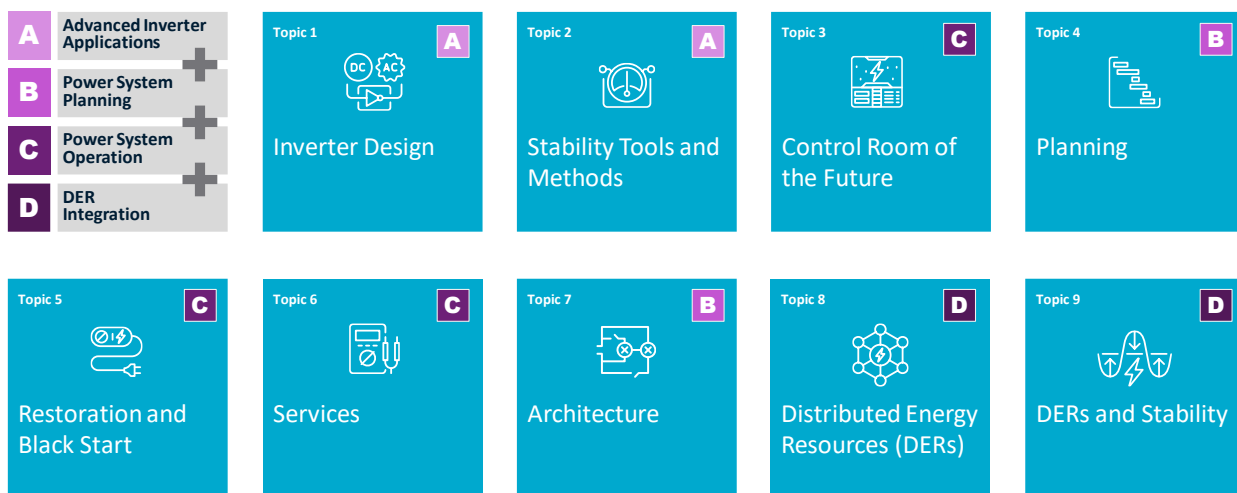 A
Advanced Inverter
Applications
B
Power System
Planning
C
Power System
Operation
D
DER
Integration
Topic 1
A
DC
AC
Inverter Design
Topic 2
A
Stability Tools and
Methods
Topic 3
C
Control Room of
the Future
Topic 4
B
Planning
Topic 5
C
Restoration and
Black Start
Topic 6
C
Services
Topic 7
B
Architecture
Topic 8
D
Distributed Energy
Resources (DERs)
Topic 9
D
DERs and Stability